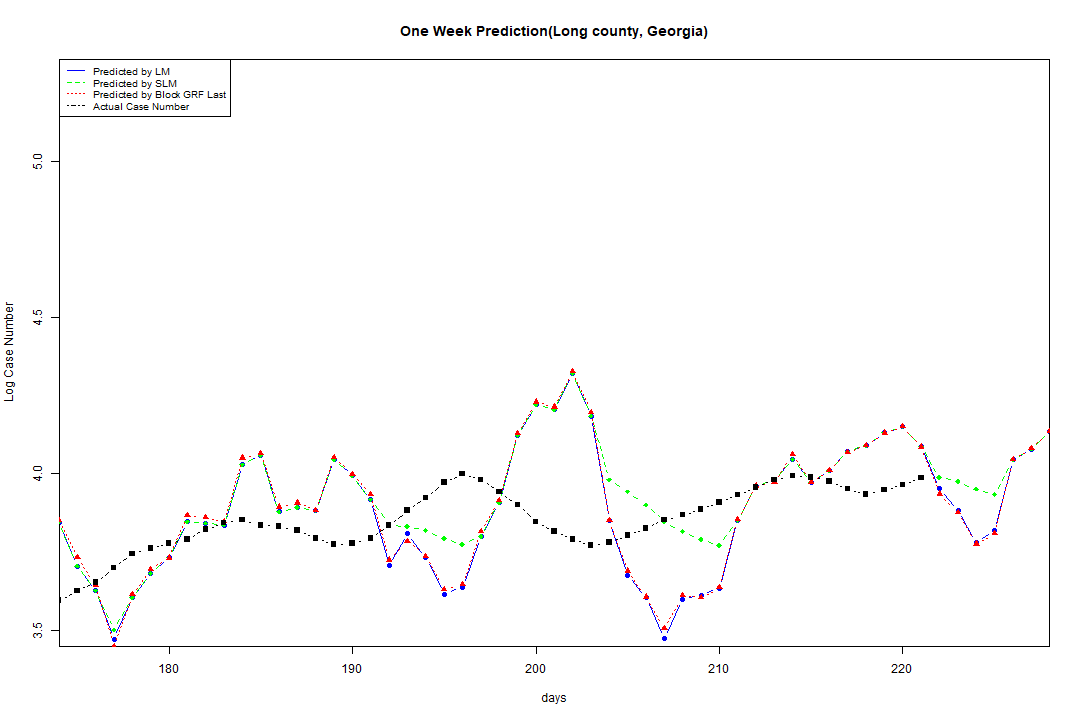 One Week Prediction(Long county, Georgia)
Predicted by LM
Predicted by SLM
Predicted by Block GRF Last
Actual Case Number
5.0
4.5
4.0
3.5
Log Case Number
180 190 200 210 220
days